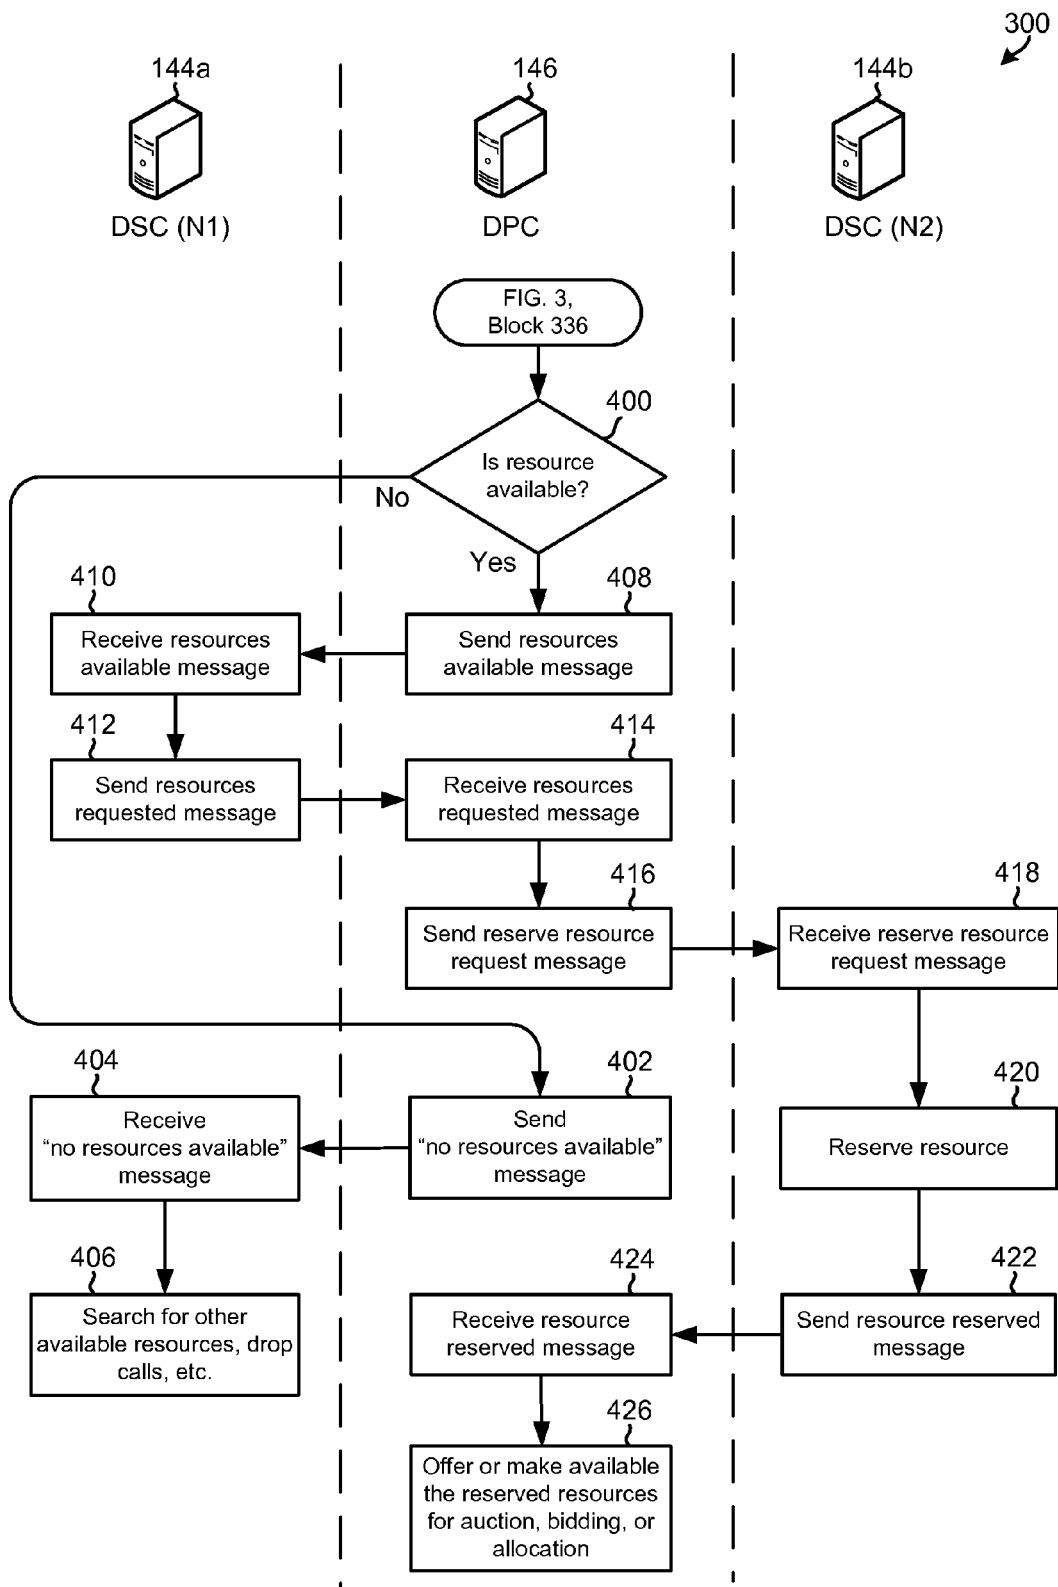 300
144a
146
144b
DSC (N1)
DPC
DSC (N2)
FIG. 3,
Block 336
400
Is resource
available?
No
Yes
410
Receive resources
available message
408
Send resources
available message
412
Send resources
requested message
414
Receive resources
requested message
416
Send reserve resource
request message
418
Receive reserve resource
request message
404
Receive
“no resources available”
message
402
Send
“no resources available”
message
420
Reserve resource
406
Search for other
available resources, drop
calls, etc.
424
Receive resource
reserved message
422
Send resource reserved
message
426
Offer or make available
the reserved resources
for auction, bidding, or
allocation